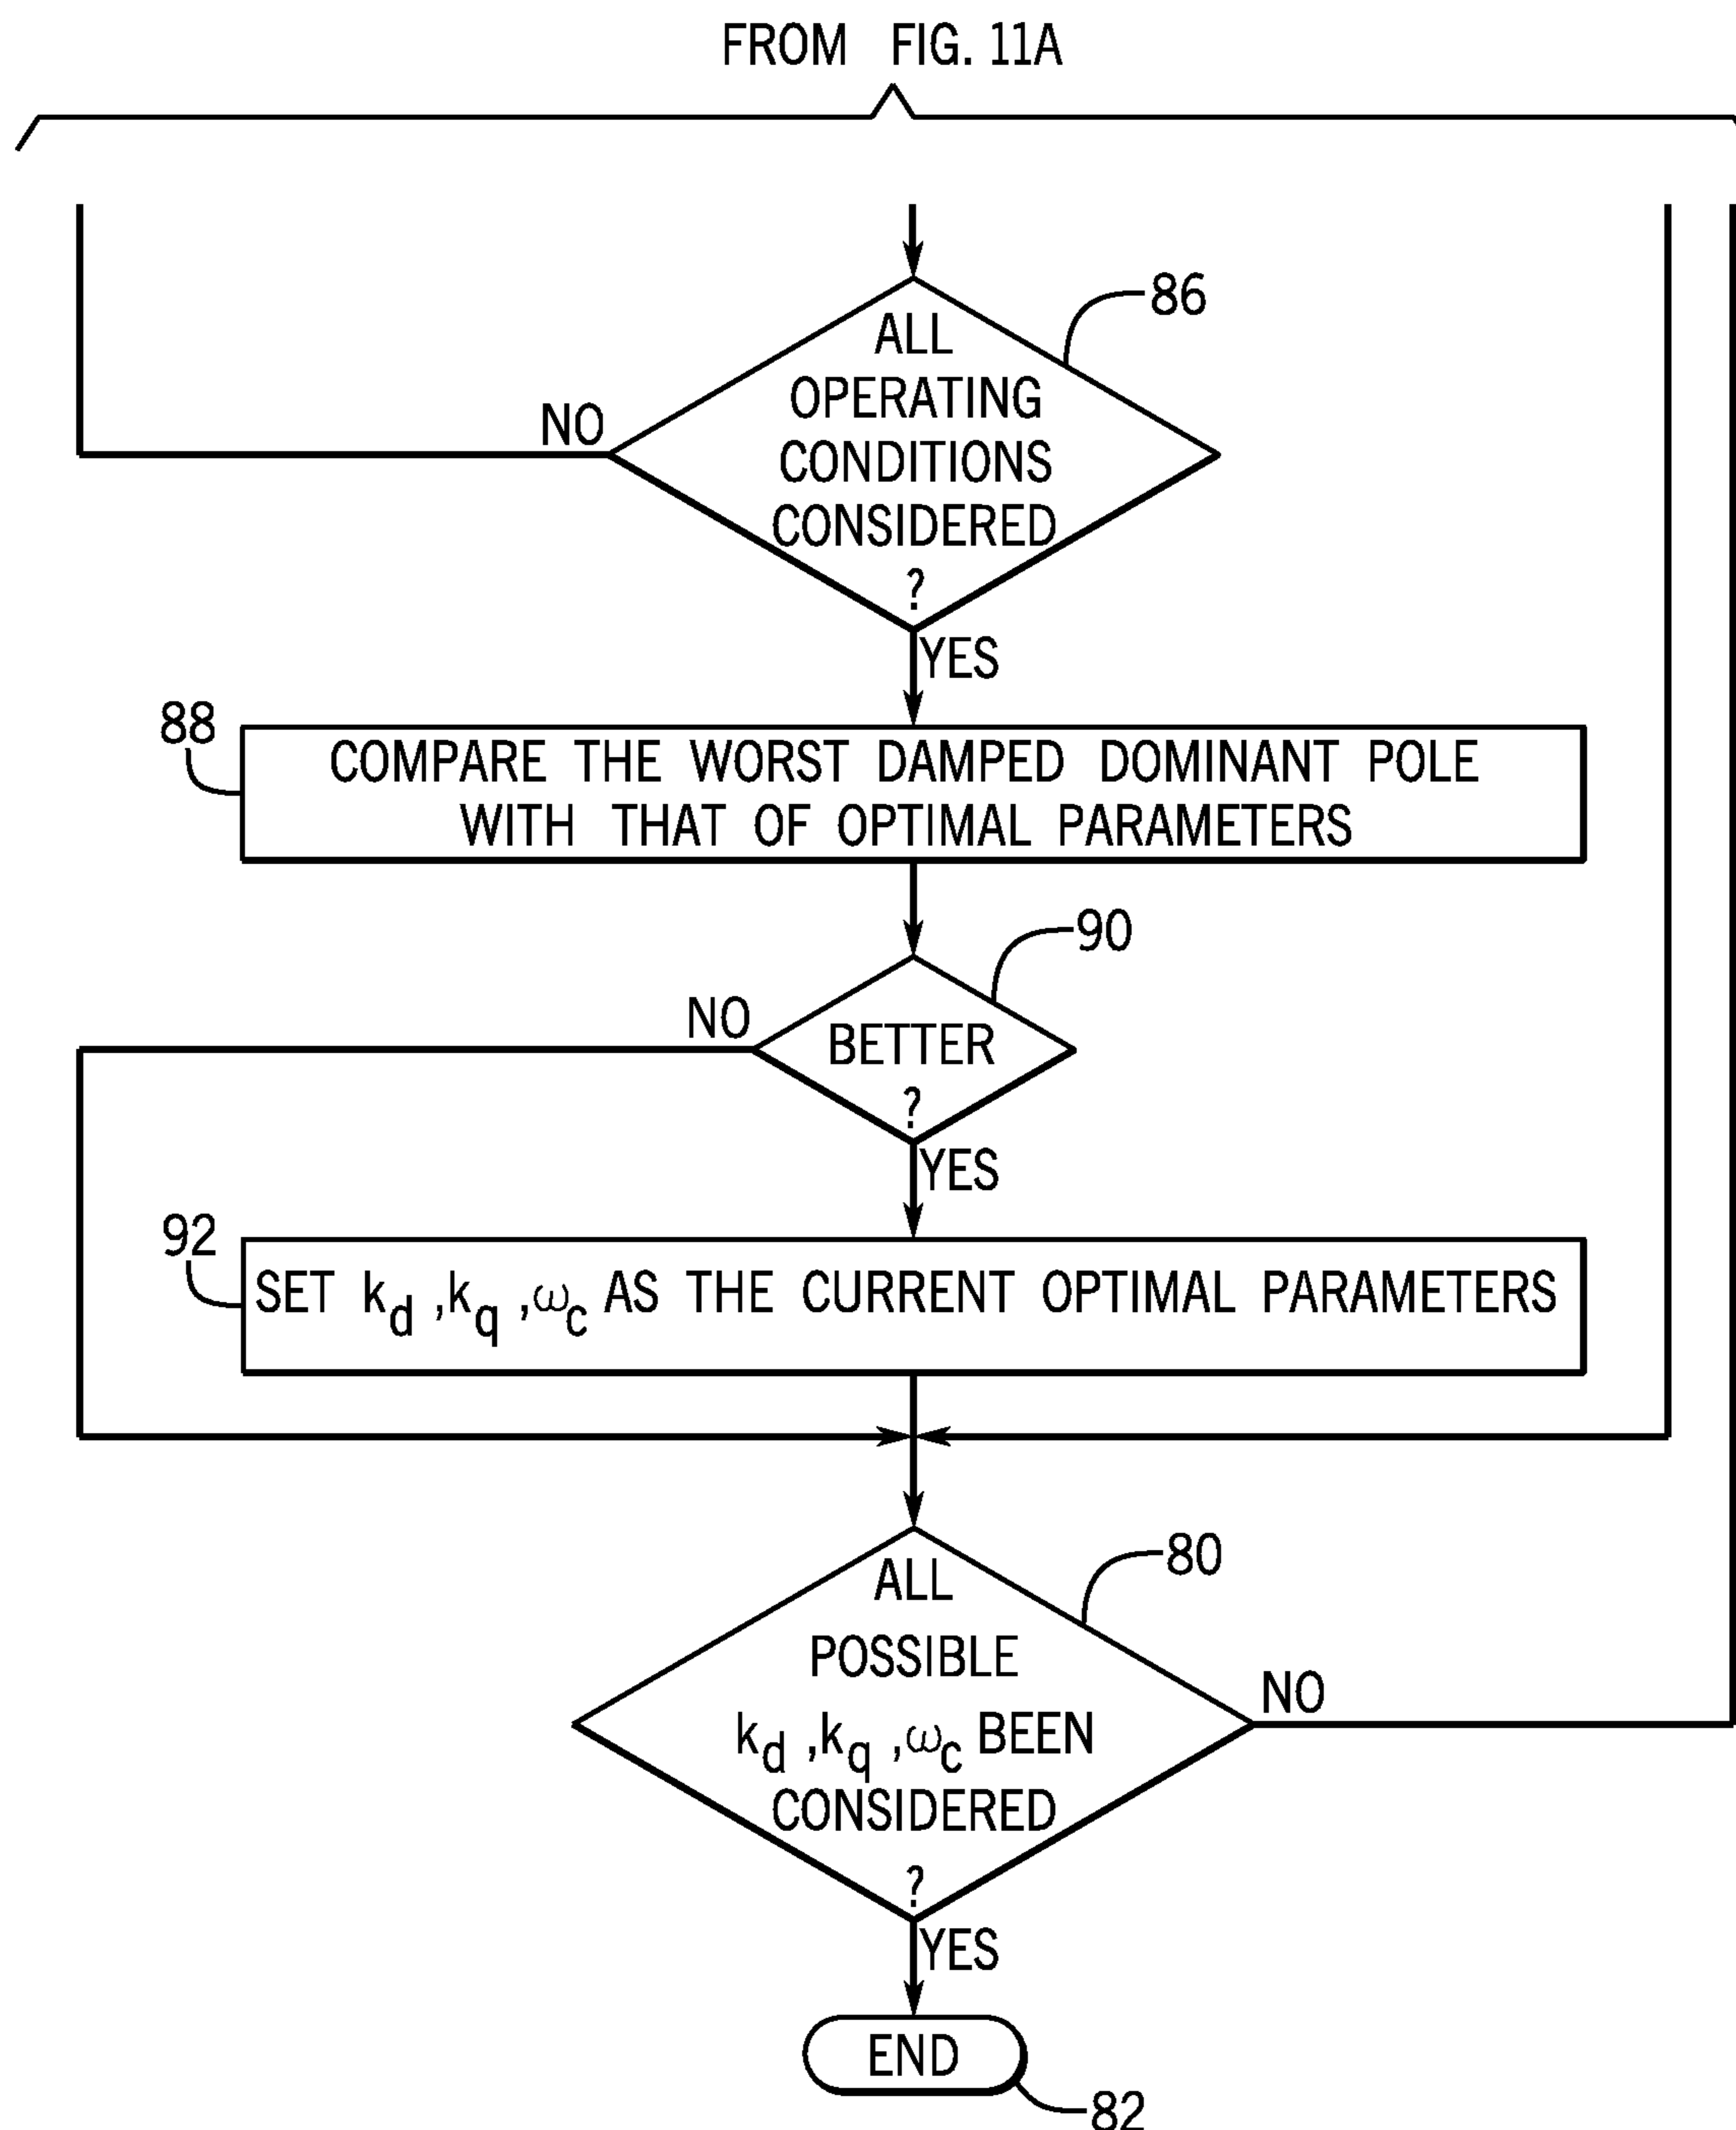 FROM FIG. 11A
86
ALL
OPERATING
CONDITIONS
CONSIDERED
?
NO
YES
88
COMPARE THE WORST DAMPED DOMINANT POLE
WITH THAT OF OPTIMAL PARAMETERS
90
NO
BETTER
?
YES
92
SET kd ,kq ,ωc AS THE CURRENT OPTIMAL PARAMETERS
80
ALL
POSSIBLE
kd ,kq ,ωc BEEN
CONSIDERED
?
NO
YES
END
82